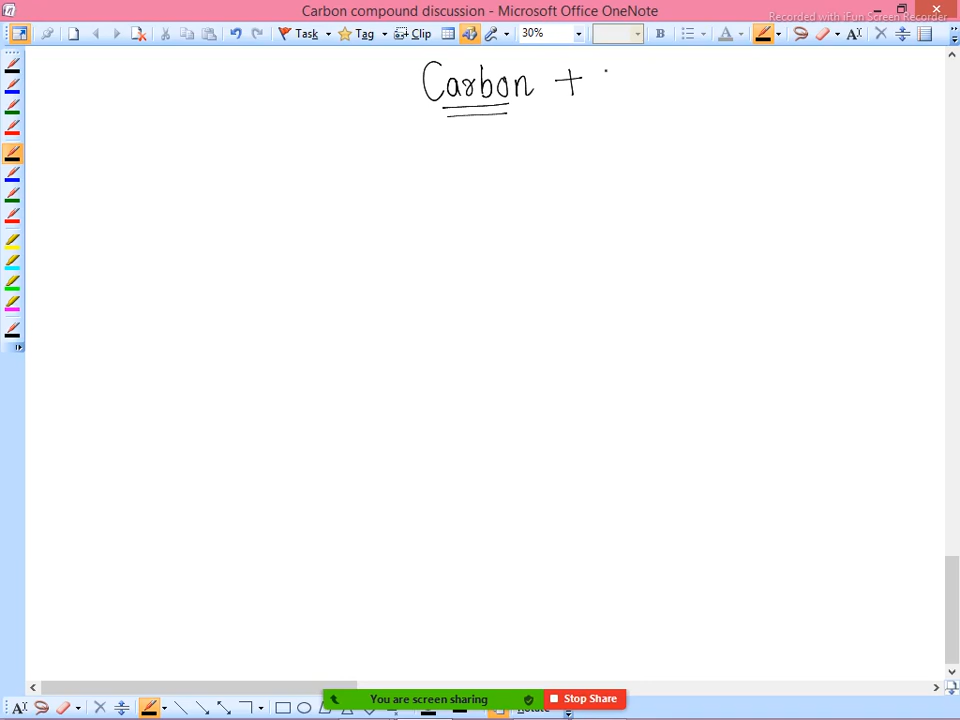 Carbon compound discussion - Microsoft Office OneNote
Recorded with iFun Screen Recorder
Task Tag Clip 30% B A A
Carbon +
A You are screen sharing Stop Share